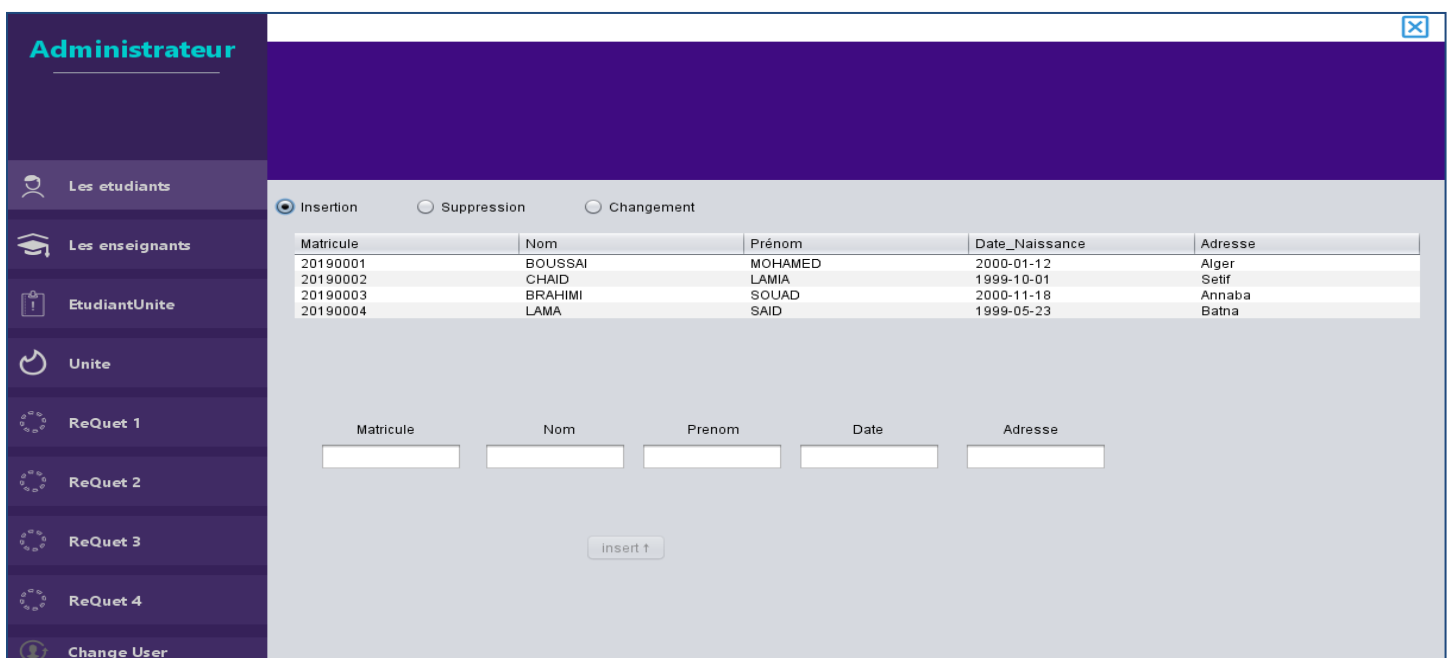 Administrateur
Les etudiants
Les enseignants
EtudiantUnite
Unite
ReQuet 1
ReQuet 2
ReQuet 3
ReQuet 4
Change User
Insertion Suppression Changement
Matricule Nom Prénom Date_Naissance Adresse
20190001 BOUSSAI MOHAMED 2000-01-12 Alger
20190002 CHAID LAMIA 1999-10-01 Setif
20190003 BRAHIMI SOUAD 2000-11-18 Annaba
20190004 LAMA SAID 1999-05-23 Batna
Matricule Nom Prenom Date Adresse
insert ↑